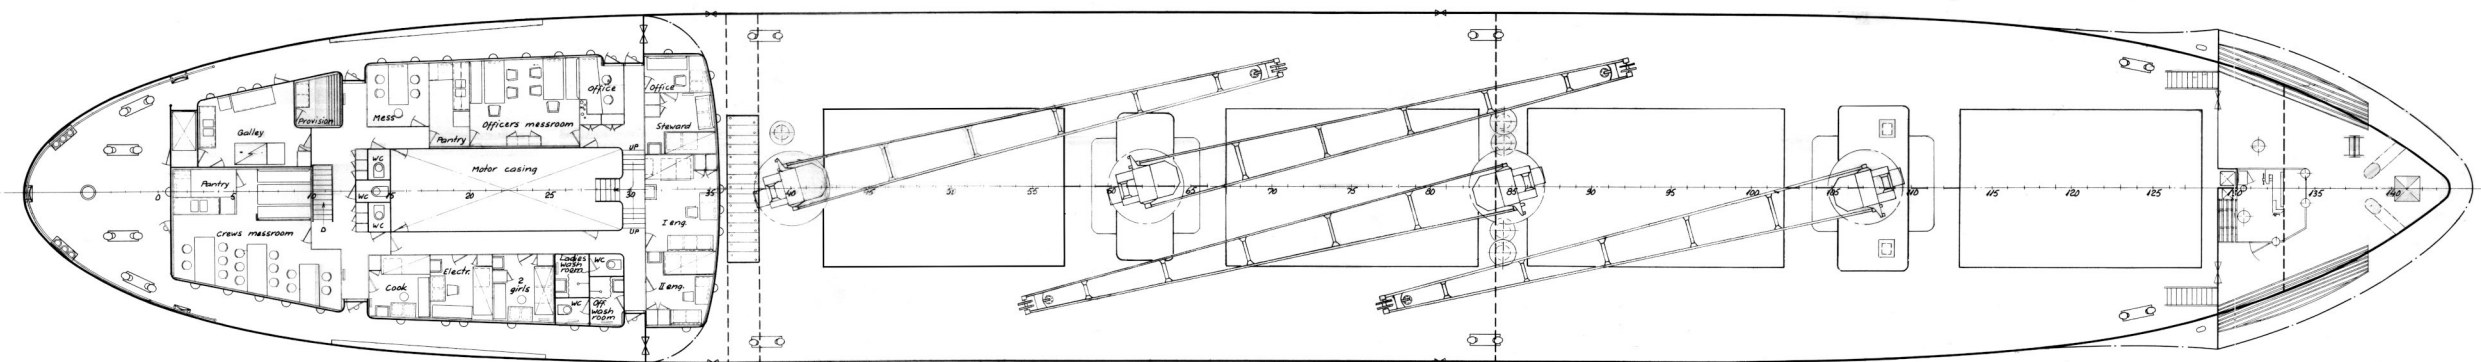 Mess
Pantry
Officers messroom
Office
Office
Steward
Galley
Provision
UP
WC
Motor casing
Pantry
WC
WC
0 5 10 15 20 25 30 35 40 45 50 55 60 65 70 75 80 85 90 95 100 105 110 115 120 125 130 135 140
D
Crews messroom
UP
I eng.
Cook
Electr.
2
girls
Ladies
wash
room
WC
WC
Off
wash
room
II eng.